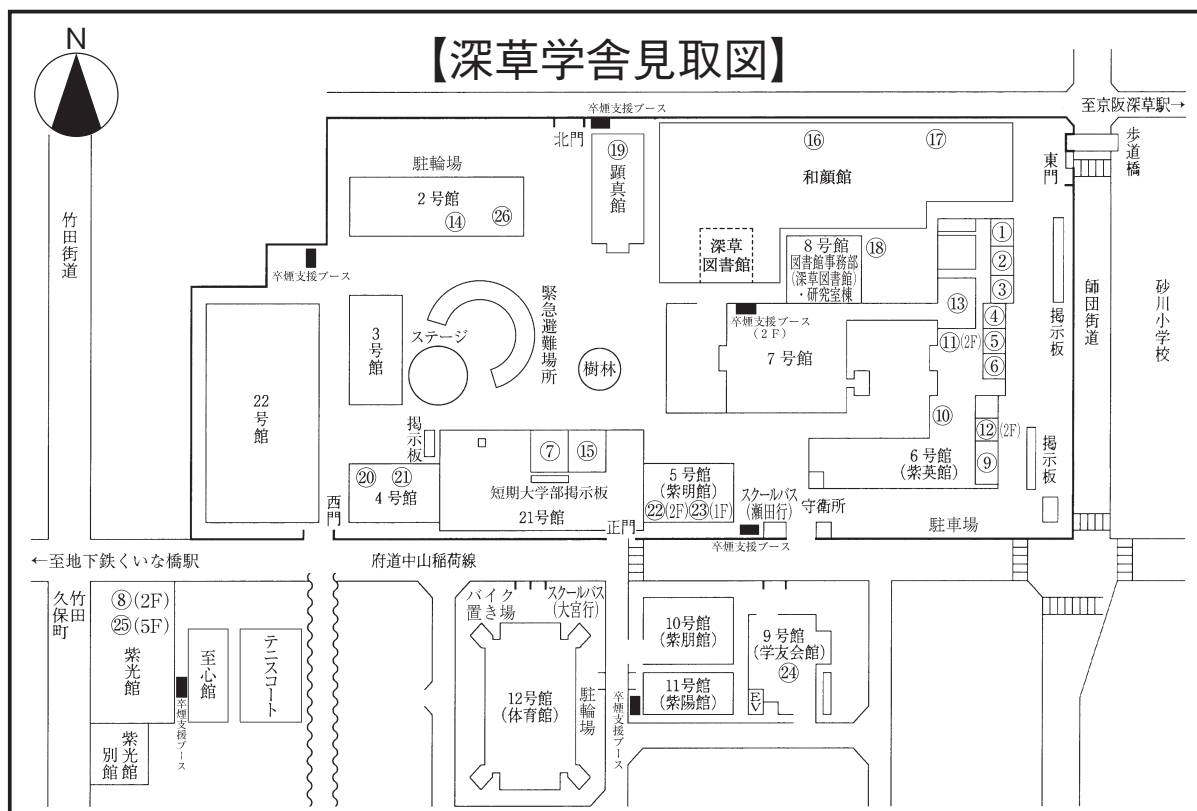 N
【深草学舎見取図】
卒煙支援ブース
至京阪深草駅→
北門
歩道橋
東門
竹田街道
駐輪場
2号館
⑭
㉖
⑲
顕真館
⑯
⑰
和顔館
深草
図書館
8号館
図書館事務部
(深草図書館)
・研究室棟
⑱
①
②
③
④
⑤
⑥
⑬
⑪(2F)
掲示板
師団街道
砂川小学校
卒煙支援ブース
卒煙支援ブース
(2F)
7号館
緊急避難場所
ステージ
3号館
樹林
22号館
掲示板
⑦
⑮
短期大学部掲示板
21号館
⑳
㉑
4号館
西門
正門
5号館
(紫明館)
㉒(2F)㉓(1F)
スクールバス
(瀬田行)
卒煙支援ブース
守衛所
⑩
⑫(2F)
⑨
6号館
(紫英館)
掲示板
駐車場
←至地下鉄くいな橋駅
府道中山稲荷線
竹田
久保町
⑧(2F)
㉕(5F)
紫光館
至心館
テニスコート
卒煙支援ブース
紫光館
別館
バイク
置き場
スクールバス
(大宮行)
12号館
(体育館)
駐輪場
卒煙支援ブース
10号館
(紫朋館)
11号館
(紫陽館)
9号館
(学友会館)
㉔
EV